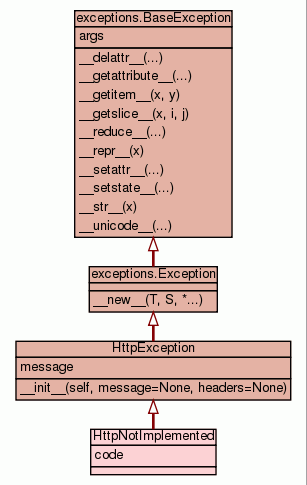 exceptions.BaseException
args
__delattr__(...)
__getattribute__(...)
__getitem__(x, y)
__getslice__(x, i, j)
__reduce__(...)
__repr__(x)
__setattr__(...)
__setstate__(...)
__str__(x)
__unicode__(...)
exceptions.Exception
__new__(T, S, *...)
HttpException
message
__init__(self, message=None, headers=None)
HttpNotImplemented
code